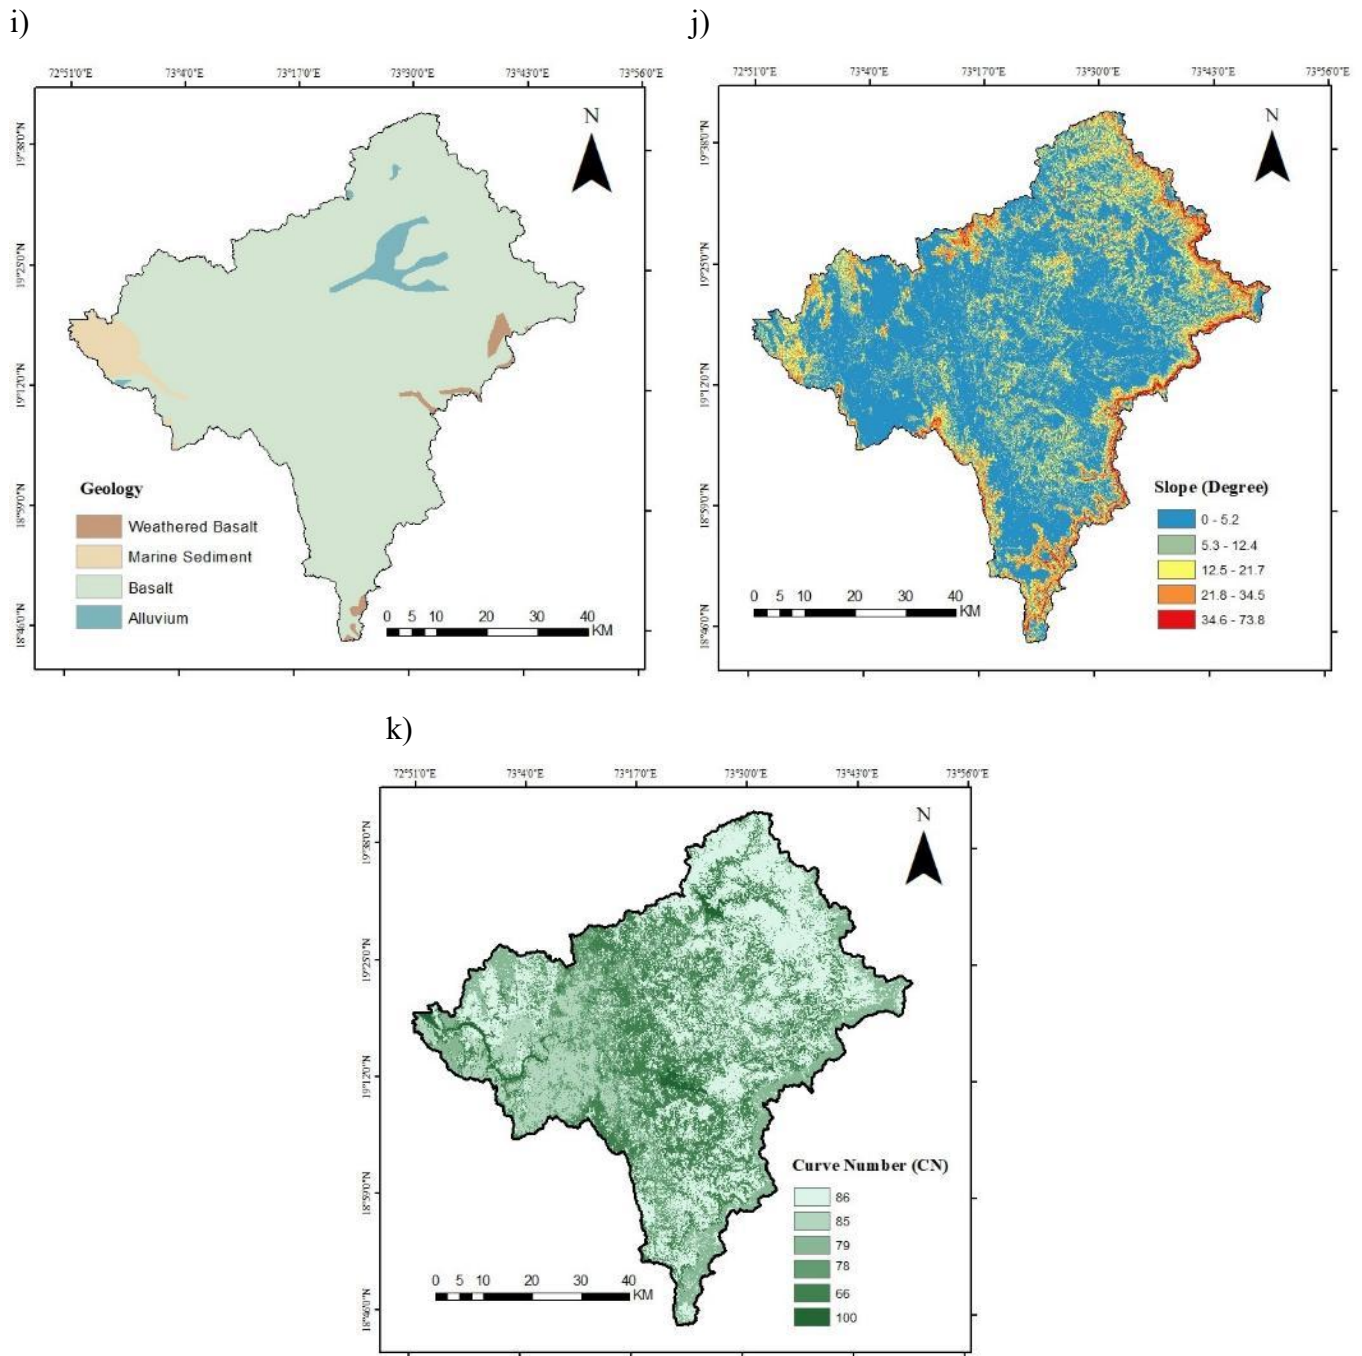 i)
72°51'0"E 73°4'0"E 73°17'0"E 73°30'0"E 73°43'0"E 73°56'0"E
N
19°38'0"N
19°25'0"N
19°12'0"N
18°59'0"N
18°46'0"N
Geology
Weathered Basalt
Marine Sediment
Basalt
Alluvium
0 5 10 20 30 40
KM
j)
72°51'0"E 73°4'0"E 73°17'0"E 73°30'0"E 73°43'0"E 73°56'0"E
N
19°38'0"N
19°25'0"N
19°12'0"N
18°59'0"N
18°46'0"N
Slope (Degree)
0 - 5.2
5.3 - 12.4
12.5 - 21.7
21.8 - 34.5
34.6 - 73.8
0 5 10 20 30 40
KM
k)
72°51'0"E 73°4'0"E 73°17'0"E 73°30'0"E 73°43'0"E 73°56'0"E
N
19°38'0"N
19°25'0"N
19°12'0"N
18°59'0"N
18°46'0"N
Curve Number (CN)
86
85
79
78
66
100
0 5 10 20 30 40
KM